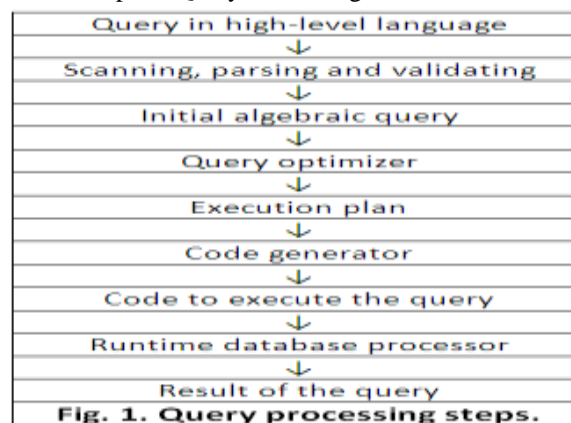 Query in high-level language
↓
Scanning, parsing and validating
↓
Initial algebraic query
↓
Query optimizer
↓
Execution plan
↓
Code generator
↓
Code to execute the query
↓
Runtime database processor
↓
Result of the query
Fig. 1. Query processing steps.